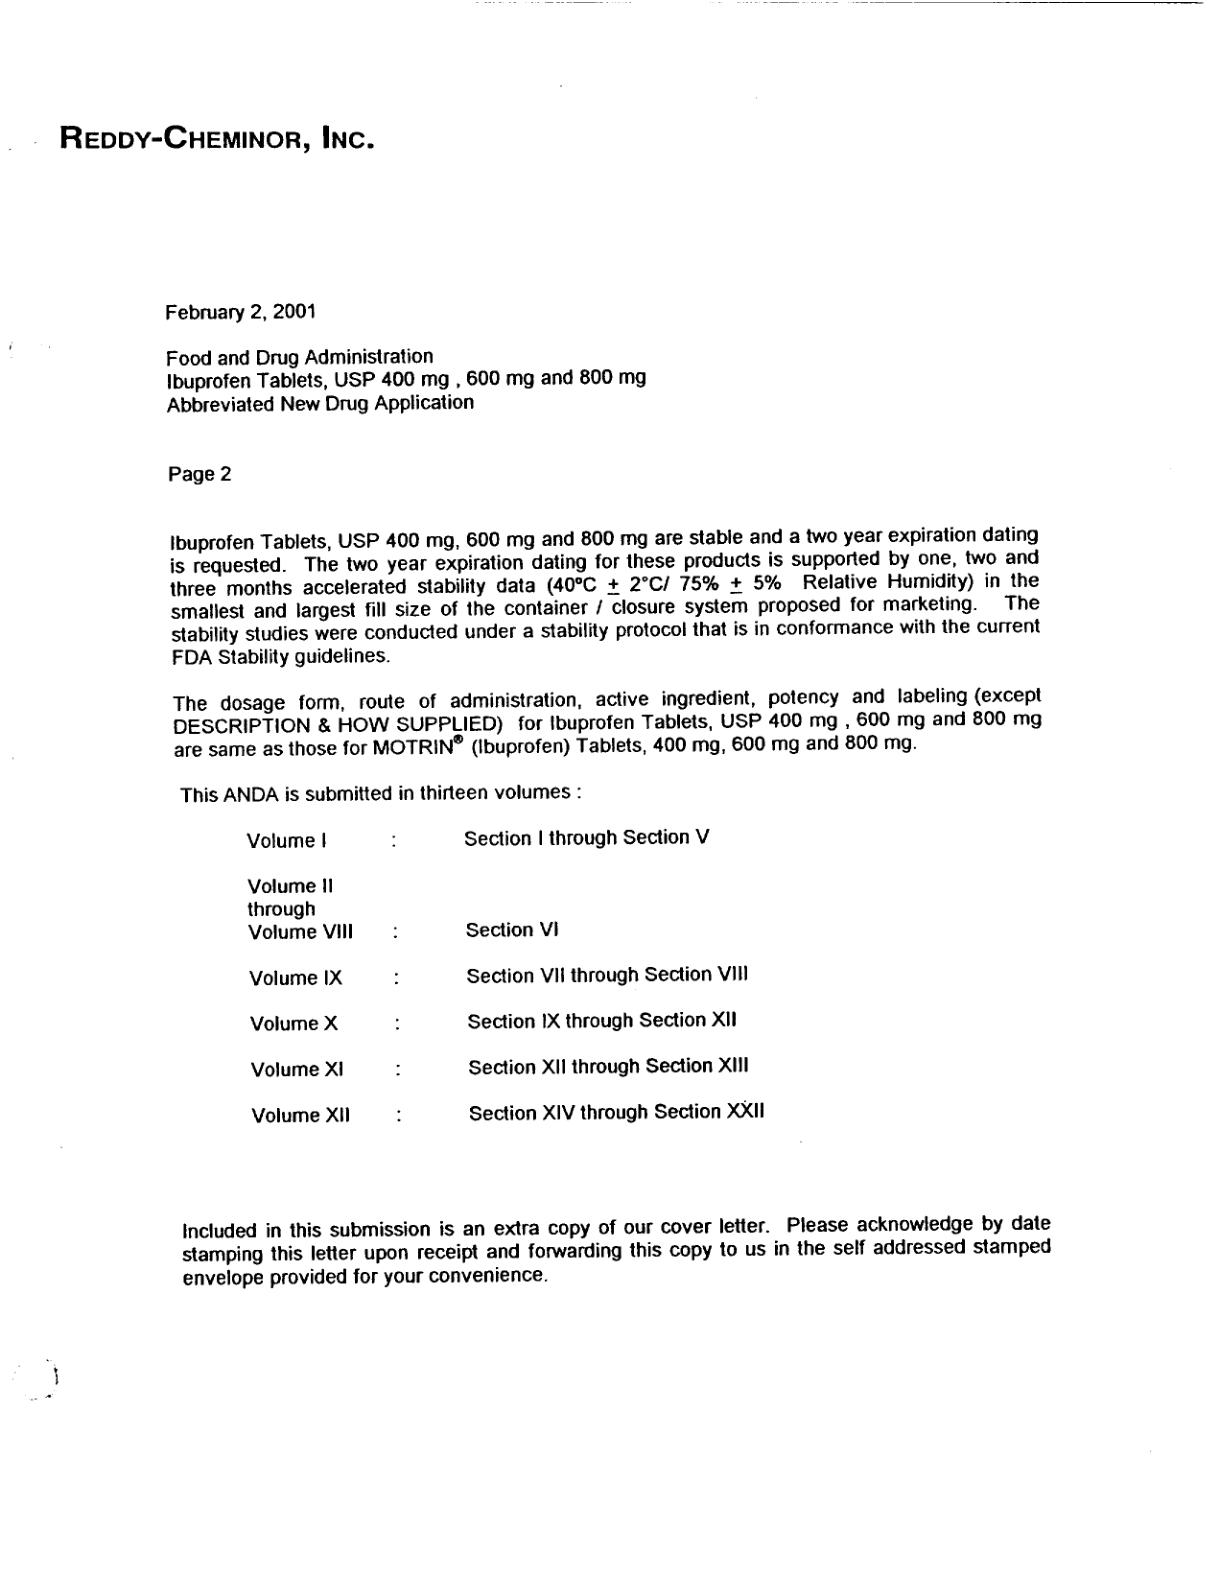 REDDY-CHEMINOR, INC.
February 2, 2001
Food and Drug Administration
Ibuprofen Tablets, USP 400 mg , 600 mg and 800 mg
Abbreviated New Drug Application
Page 2
Ibuprofen Tablets, USP 400 mg, 600 mg and 800 mg are stable and a two year expiration dating
is requested. The two year expiration dating for these products is supported by one, two and
three months accelerated stability data (40°C ± 2°C/ 75% ± 5% Relative Humidity) in the
smallest and largest fill size of the container / closure system proposed for marketing. The
stability studies were conducted under a stability protocol that is in conformance with the current
FDA Stability guidelines.
The dosage form, route of administration, active ingredient, potency and labeling (except
DESCRIPTION & HOW SUPPLIED) for Ibuprofen Tablets, USP 400 mg , 600 mg and 800 mg
are same as those for MOTRIN® (Ibuprofen) Tablets, 400 mg, 600 mg and 800 mg.
This ANDA is submitted in thirteen volumes :
Volume I : Section I through Section V
Volume II
through
Volume VIII : Section VI
Volume IX : Section VII through Section VIII
Volume X : Section IX through Section XII
Volume XI : Section XII through Section XIII
Volume XII : Section XIV through Section XXII
Included in this submission is an extra copy of our cover letter. Please acknowledge by date
stamping this letter upon receipt and forwarding this copy to us in the self addressed stamped
envelope provided for your convenience.